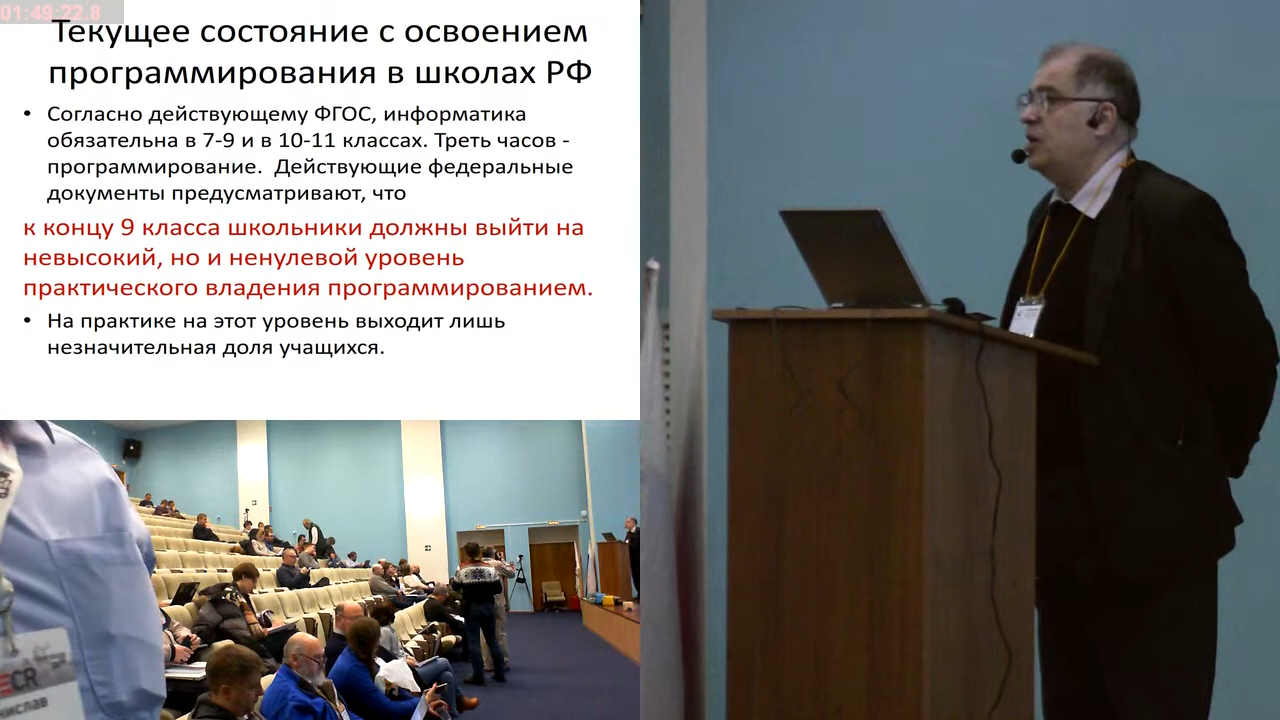 01:49:22.8
Текущее состояние с освоением
программирования в школах РФ
• Согласно действующему ФГОС, информатика
обязательна в 7-9 и в 10-11 классах. Треть часов -
программирование. Действующие федеральные
документы предусматривают, что
к концу 9 класса школьники должны выйти на
невысокий, но и ненулевой уровень
практического владения программированием.
• На практике на этот уровень выходит лишь
незначительная доля учащихся.
ECR
нислав